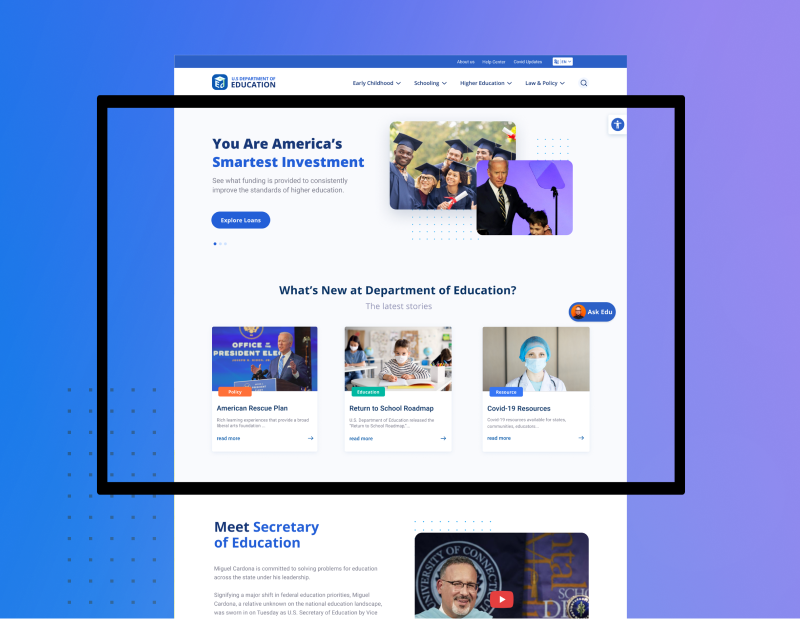 About us Help Center Covid Updates EN
U.S DEPARTMENT OF
EDUCATION
Early Childhood Schooling Higher Education Law & Policy
You Are America's
Smartest Investment
See what funding is provided to consistently
improve the standards of higher education.
Explore Loans
What's New at Department of Education?
The latest stories
Ask Edu
OFFICE OF THE
PRESIDENT ELEC
Policy
American Rescue Plan
Rich learning experiences that provide a broad
liberal arts foundation ...
read more
Education
Return to School Roadmap
U.S. Department of Education released the
"Return to School Roadmap,"...
read more
Resource
Covid-19 Resources
Covid-19 resources available for states,
communities, educators...
read more
Meet Secretary
of Education
Miguel Cardona is committed to solving problems for education
across the state under his leadership.
Signifying a major shift in federal education priorities, Miguel
Cardona, a relative unknown on the national education landscape,
was sworn in on Tuesday as U.S. Secretary of Education by Vice
UNIVERSITY OF CONNEC